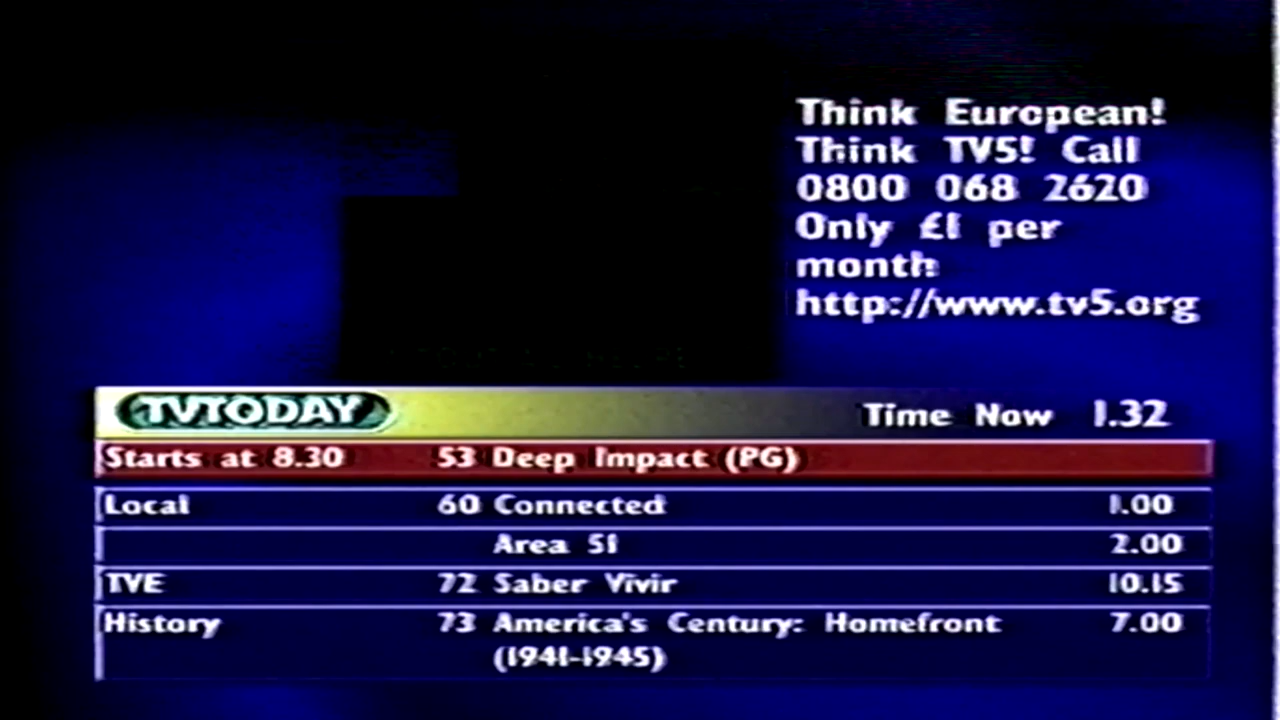 Think European!
Think TV5! Call
0800 068 2620
Only £1 per
month
http://www.tv5.org
TVTODAY Time Now 1.32
Starts at 8.30 53 Deep Impact (PG)
Local 60 Connected 1.00
Area 51 2.00
TVE 72 Saber Vivir 10.15
History 73 America's Century: Homefront 7.00
(1941-1945)